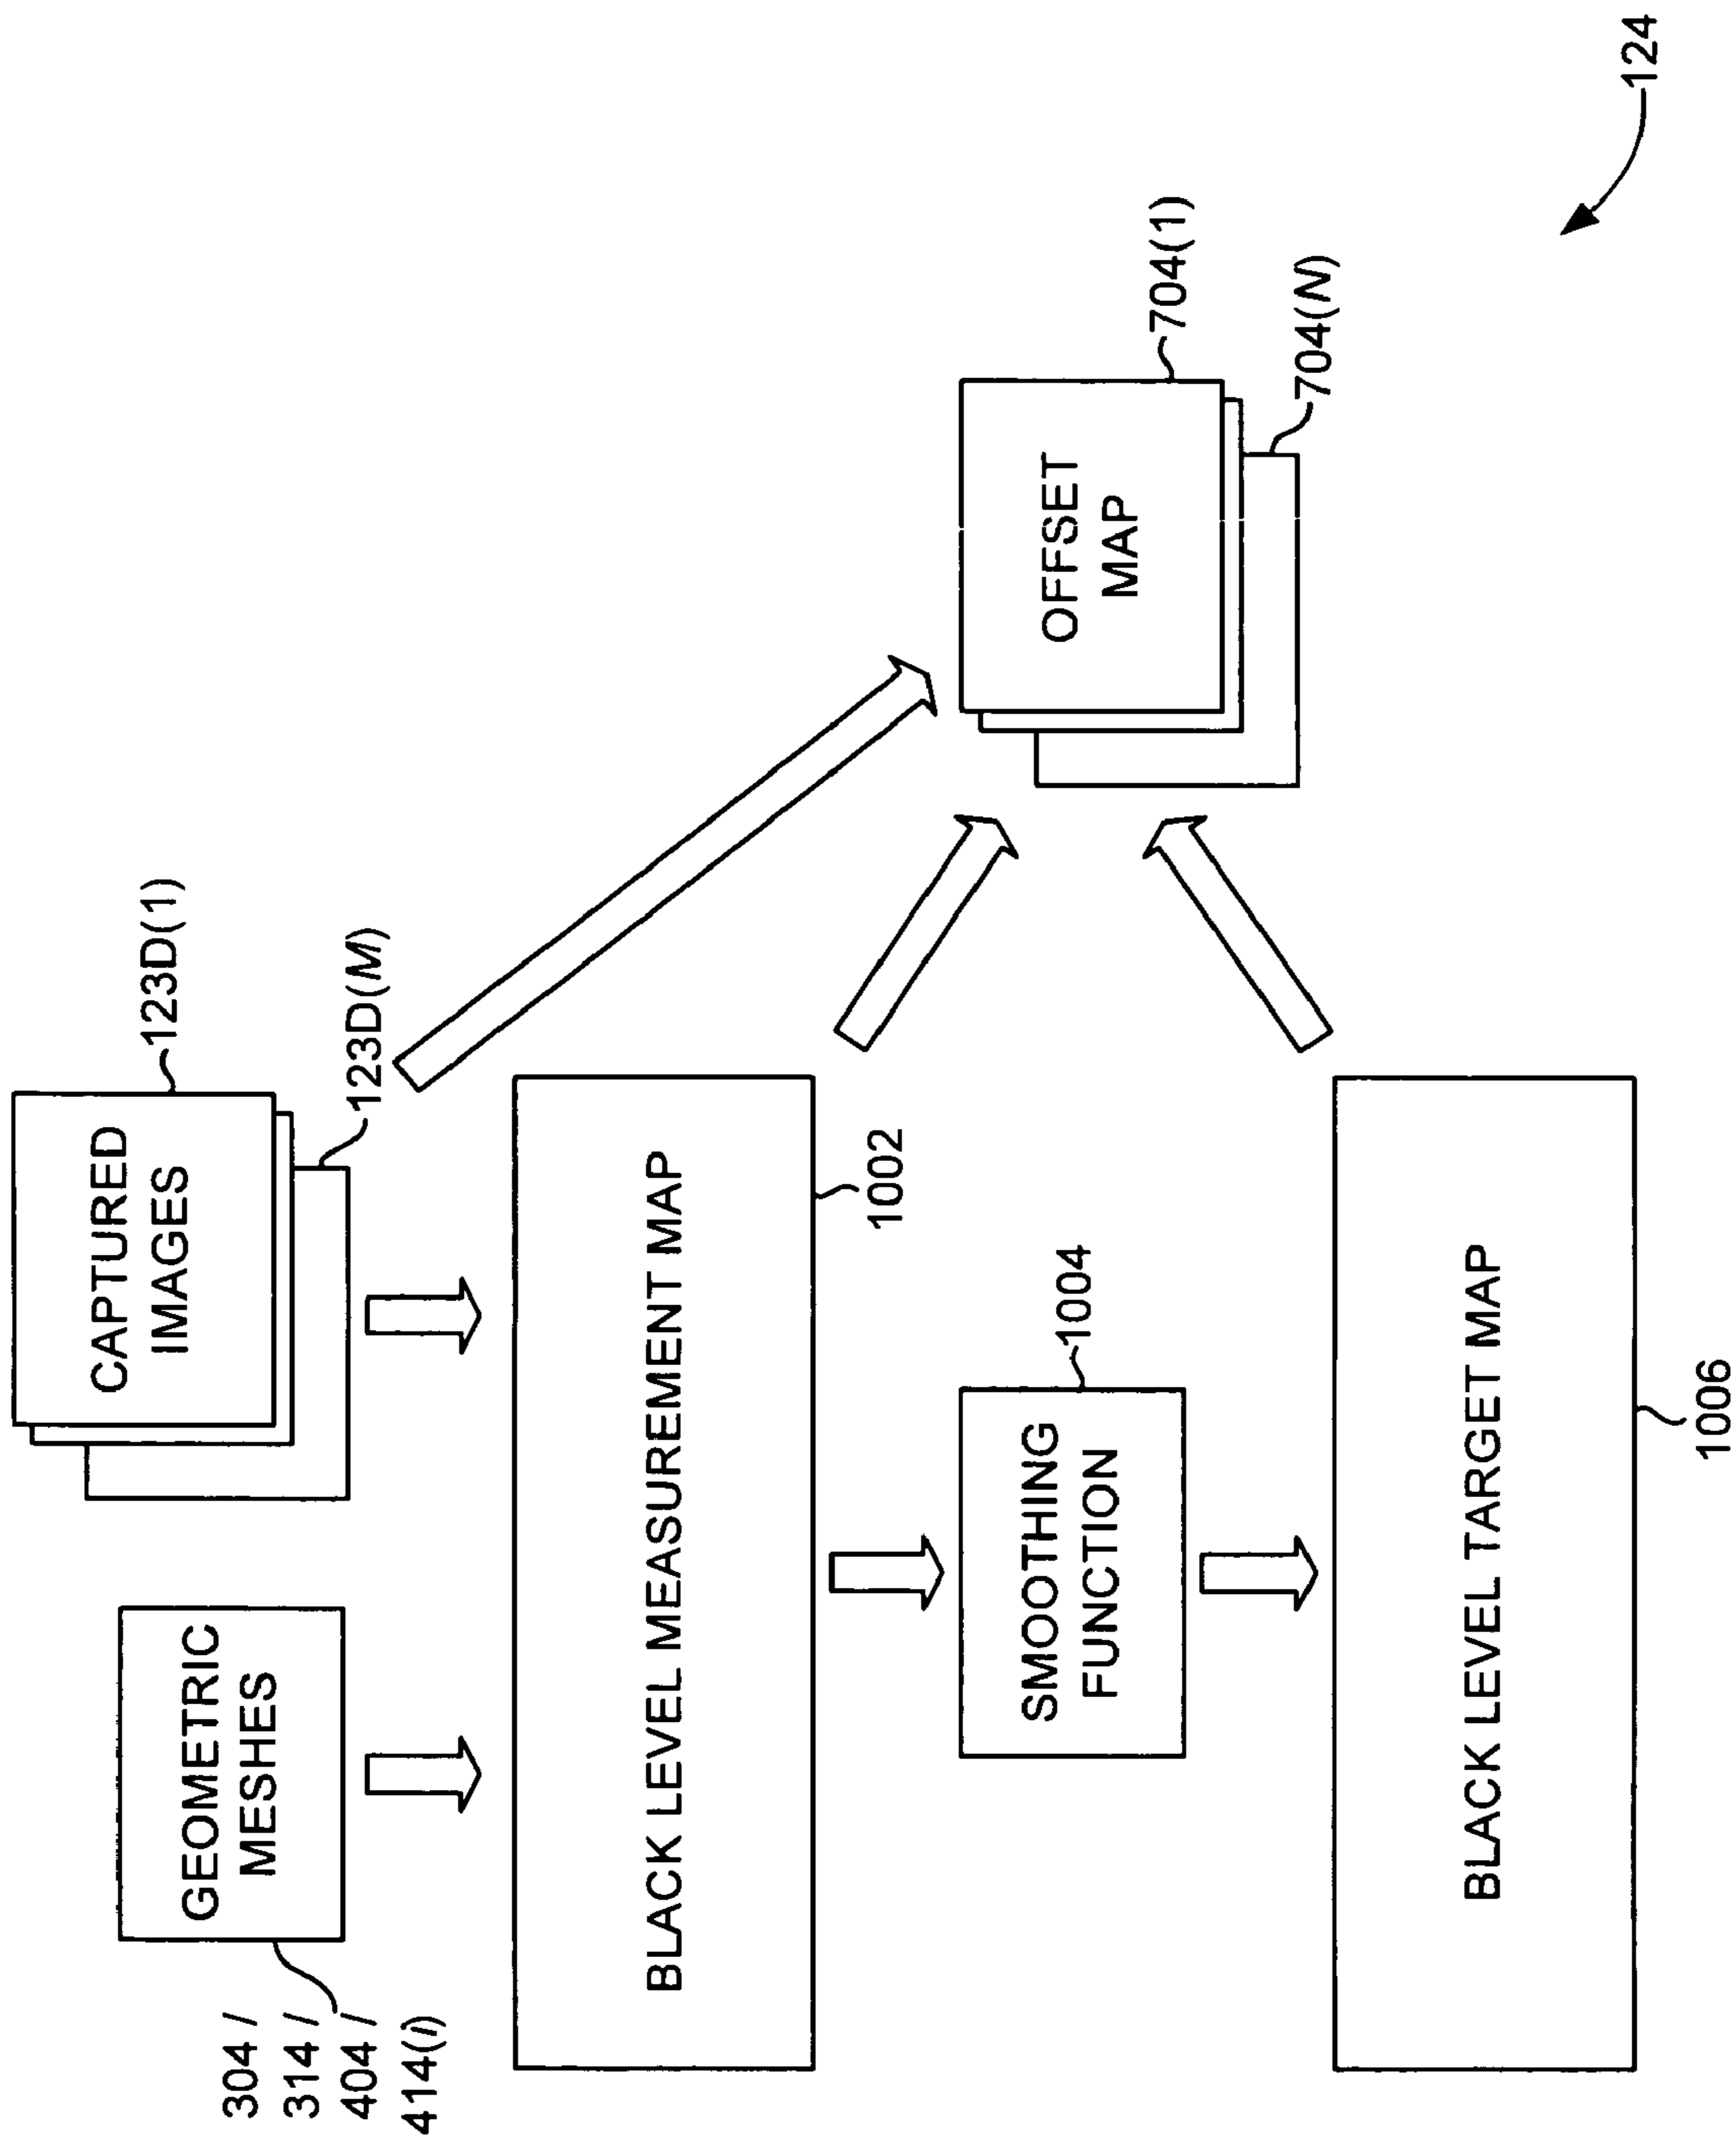 304 /
314 /
404 /
414(i)
GEOMETRIC
MESHES
CAPTURED
IMAGES
123D(1)
123D(M)
BLACK LEVEL MEASUREMENT MAP
1002
SMOOTHING
FUNCTION
1004
OFFSET
MAP
704(1)
704(N)
BLACK LEVEL TARGET MAP
1006
124